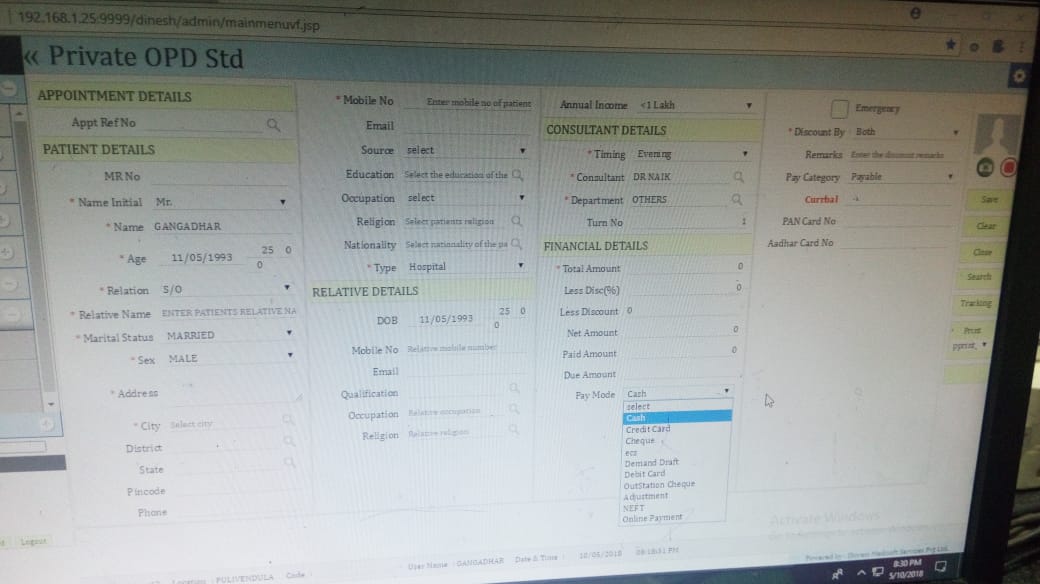 192.168.1.25:9999/dinesh/admin/mainmenuvf.jsp
« Private OPD Std
APPOINTMENT DETAILS
Appt Ref No
PATIENT DETAILS
MR No
* Name Initial Mr.
* Name GANGADHAR
* Age 11/05/1993 25 0
0
* Relation S/O
* Relative Name ENTER PATIENTS RELATIVE NA
* Marital Status MARRIED
* Sex MALE
* Address
* City Select city
District
State
Pincode
Phone
* Mobile No Enter mobile no of patient
Email
Source select
Education Select the education of the
Occupation select
Religion Select patients religion
Nationality Select nationality of the pa
* Type Hospital
RELATIVE DETAILS
DOB 11/05/1993 25 0
0
Mobile No Relative mobile number
Email
Qualification
Occupation Relative occupation
Religion Relative religion
Annual Income <1 Lakh
CONSULTANT DETAILS
* Timing Evening
* Consultant DR NAIK
* Department OTHERS
Turn No 1
FINANCIAL DETAILS
* Total Amount 0
Less Disc(%) 0
Less Discount 0
Net Amount 0
Paid Amount 0
Due Amount
Pay Mode Cash
select
Cash
Credit Card
Cheque
ecs
Demand Draft
Debit Card
OutStation Cheque
Adjustment
NEFT
Online Payment
Emergency
* Discount By Both
Remarks Enter the discount remarks
Pay Category Payable
Currbal
PAN Card No
Aadhar Card No
Save
Clear
Close
Search
Tracking
Print
pprint,
Activate Windows
Logout
Location : PULIVENDULA Code :
User Name : GANGADHAR Date & Time : 10/05/2018 08:18:31 PM
Powered by:
8:30 PM
5/10/2018